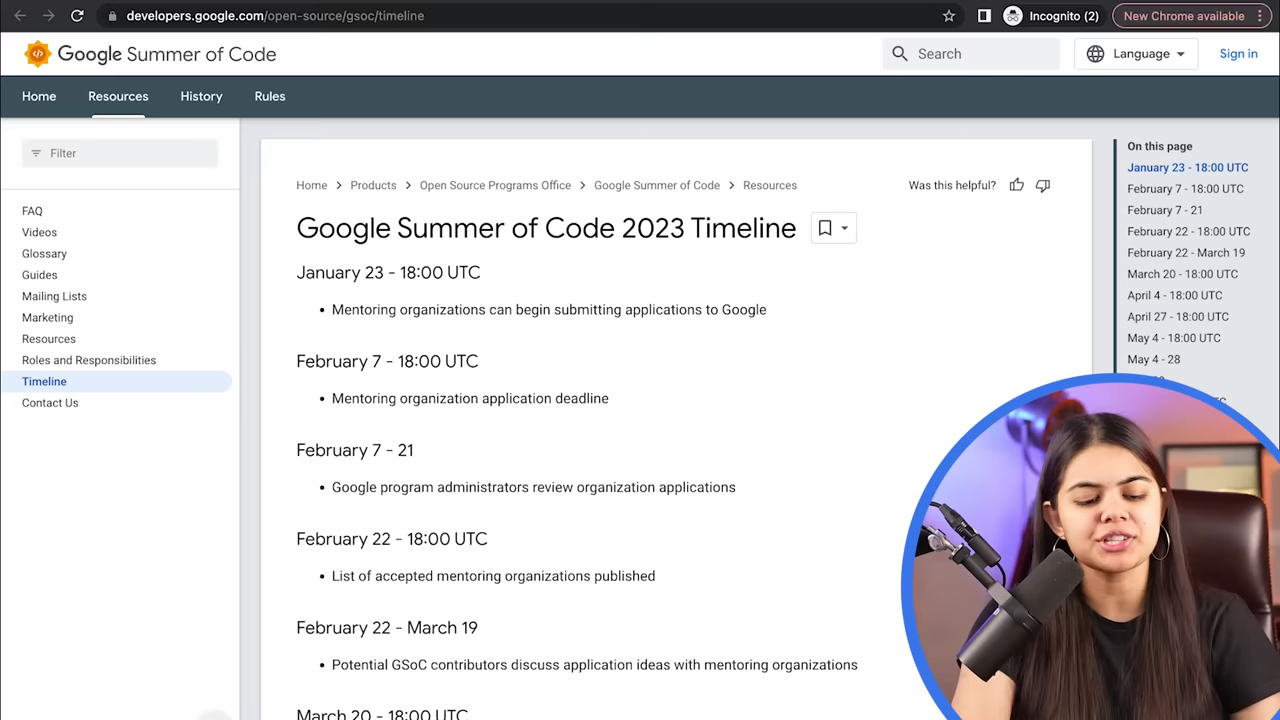 developers.google.com/open-source/gsoc/timeline
Incognito (2)
New Chrome available
Google Summer of Code
Search
Language
Sign in
Home
Resources
History
Rules
Filter
FAQ
Videos
Glossary
Guides
Mailing Lists
Marketing
Resources
Roles and Responsibilities
Timeline
Contact Us
Home > Products > Open Source Programs Office > Google Summer of Code > Resources
Was this helpful?
Google Summer of Code 2023 Timeline
January 23 - 18:00 UTC
• Mentoring organizations can begin submitting applications to Google
February 7 - 18:00 UTC
• Mentoring organization application deadline
February 7 - 21
• Google program administrators review organization applications
February 22 - 18:00 UTC
• List of accepted mentoring organizations published
February 22 - March 19
• Potential GSoC contributors discuss application ideas with mentoring organizations
March 20 - 18:00 UTC
On this page
January 23 - 18:00 UTC
February 7 - 18:00 UTC
February 7 - 21
February 22 - 18:00 UTC
February 22 - March 19
March 20 - 18:00 UTC
April 4 - 18:00 UTC
April 27 - 18:00 UTC
May 4 - 18:00 UTC
May 4 - 28